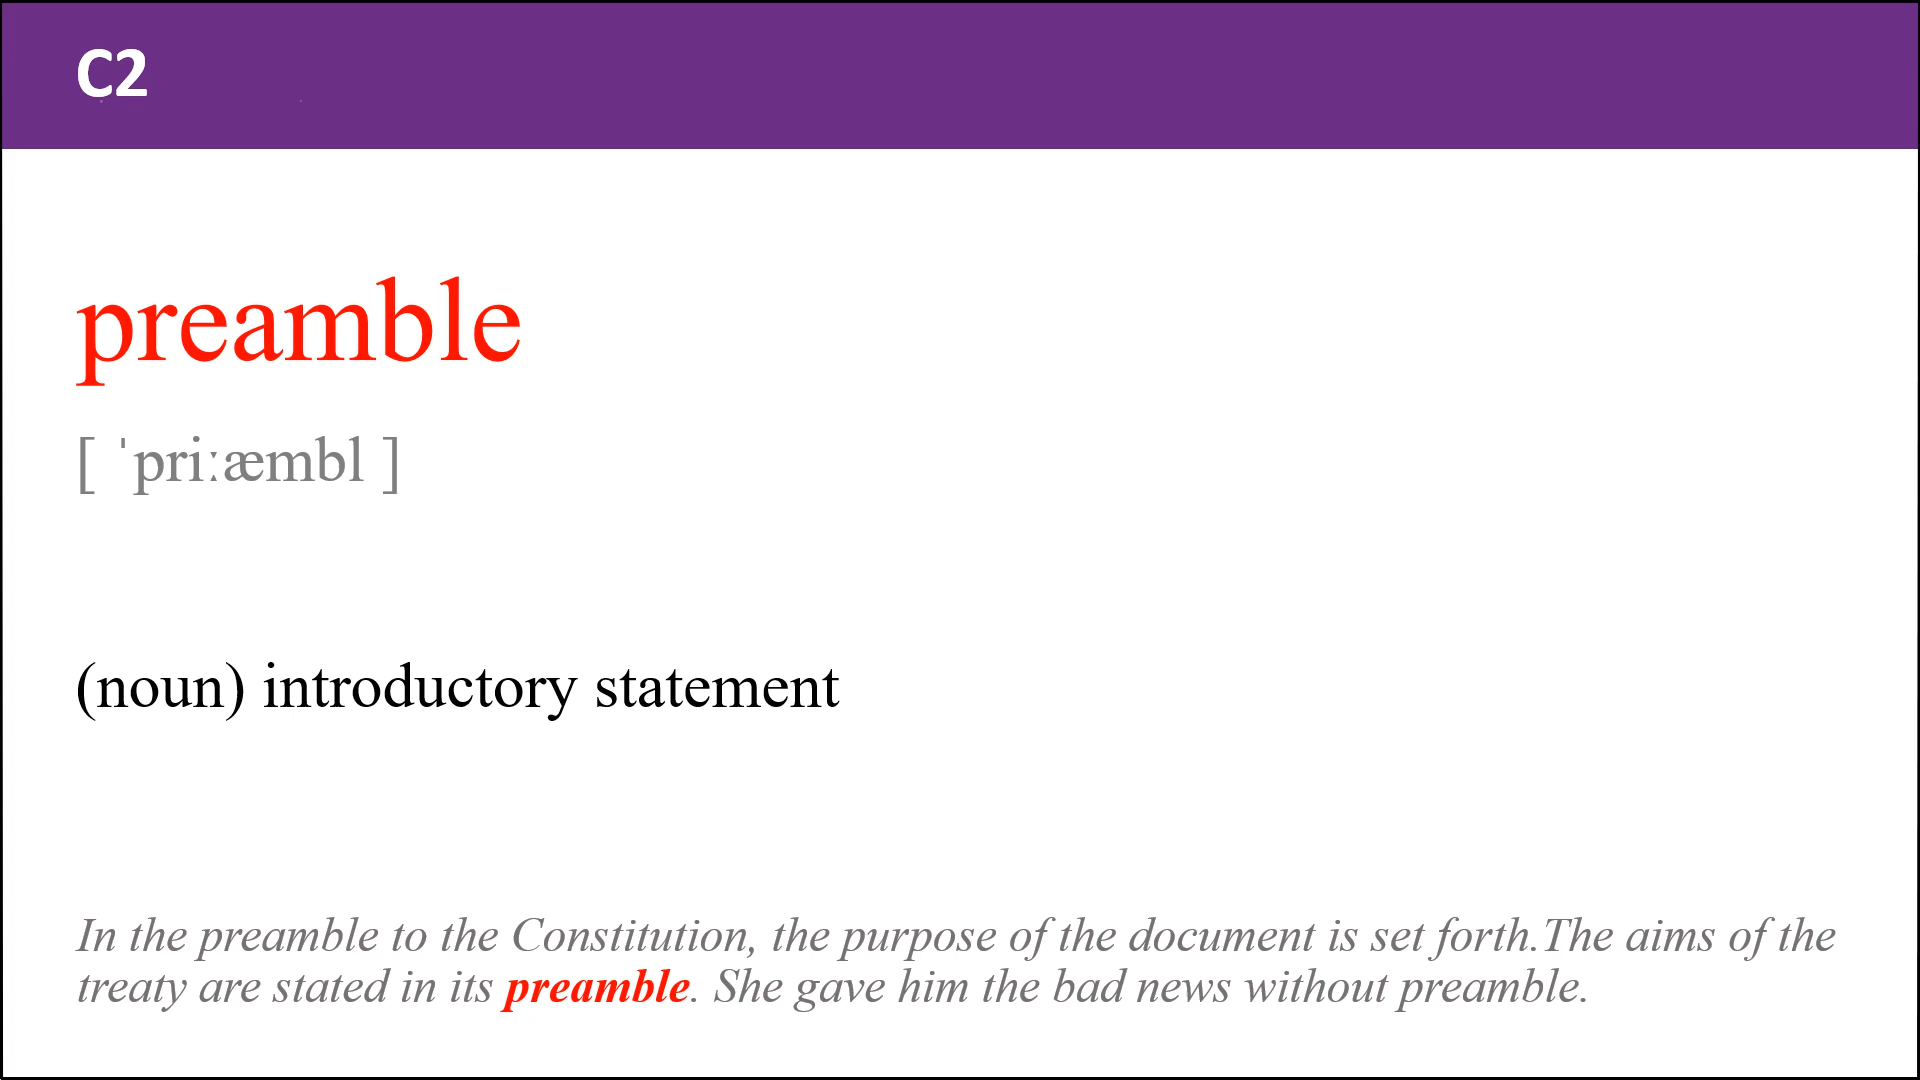 C2
preamble
[ ˈpriːæmbl ]
(noun) introductory statement
In the preamble to the Constitution, the purpose of the document is set forth.The aims of the
treaty are stated in its preamble. She gave him the bad news without preamble.